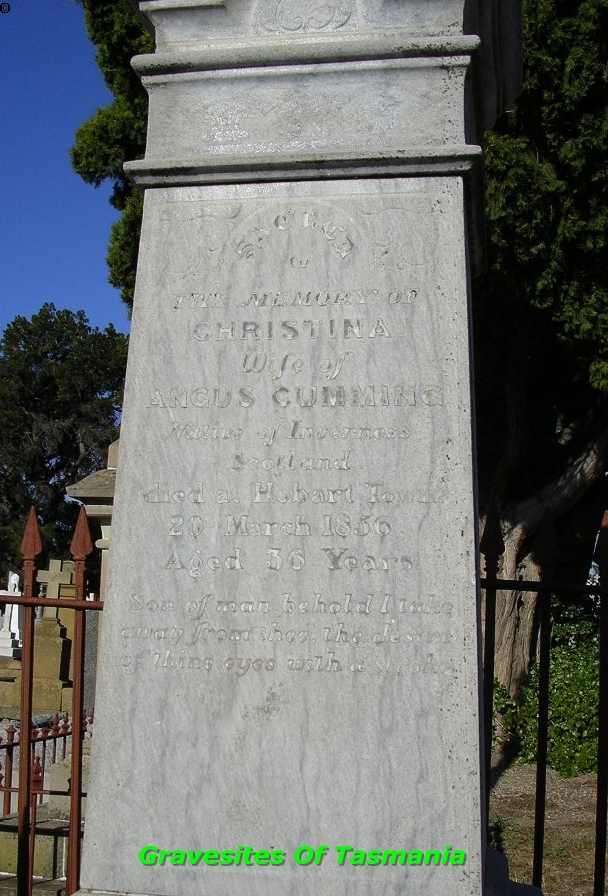 ©
SACRED
TO
THE MEMORY OF
CHRISTINA
Wife of
ANGUS CUMMING
Native of Inverness
Scotland
died at Hobart Town
20 March 1856
Aged 36 Years
Son of man behold I take
away from thee, the desire
of thine eyes with a stroke
Gravesites Of Tasmania